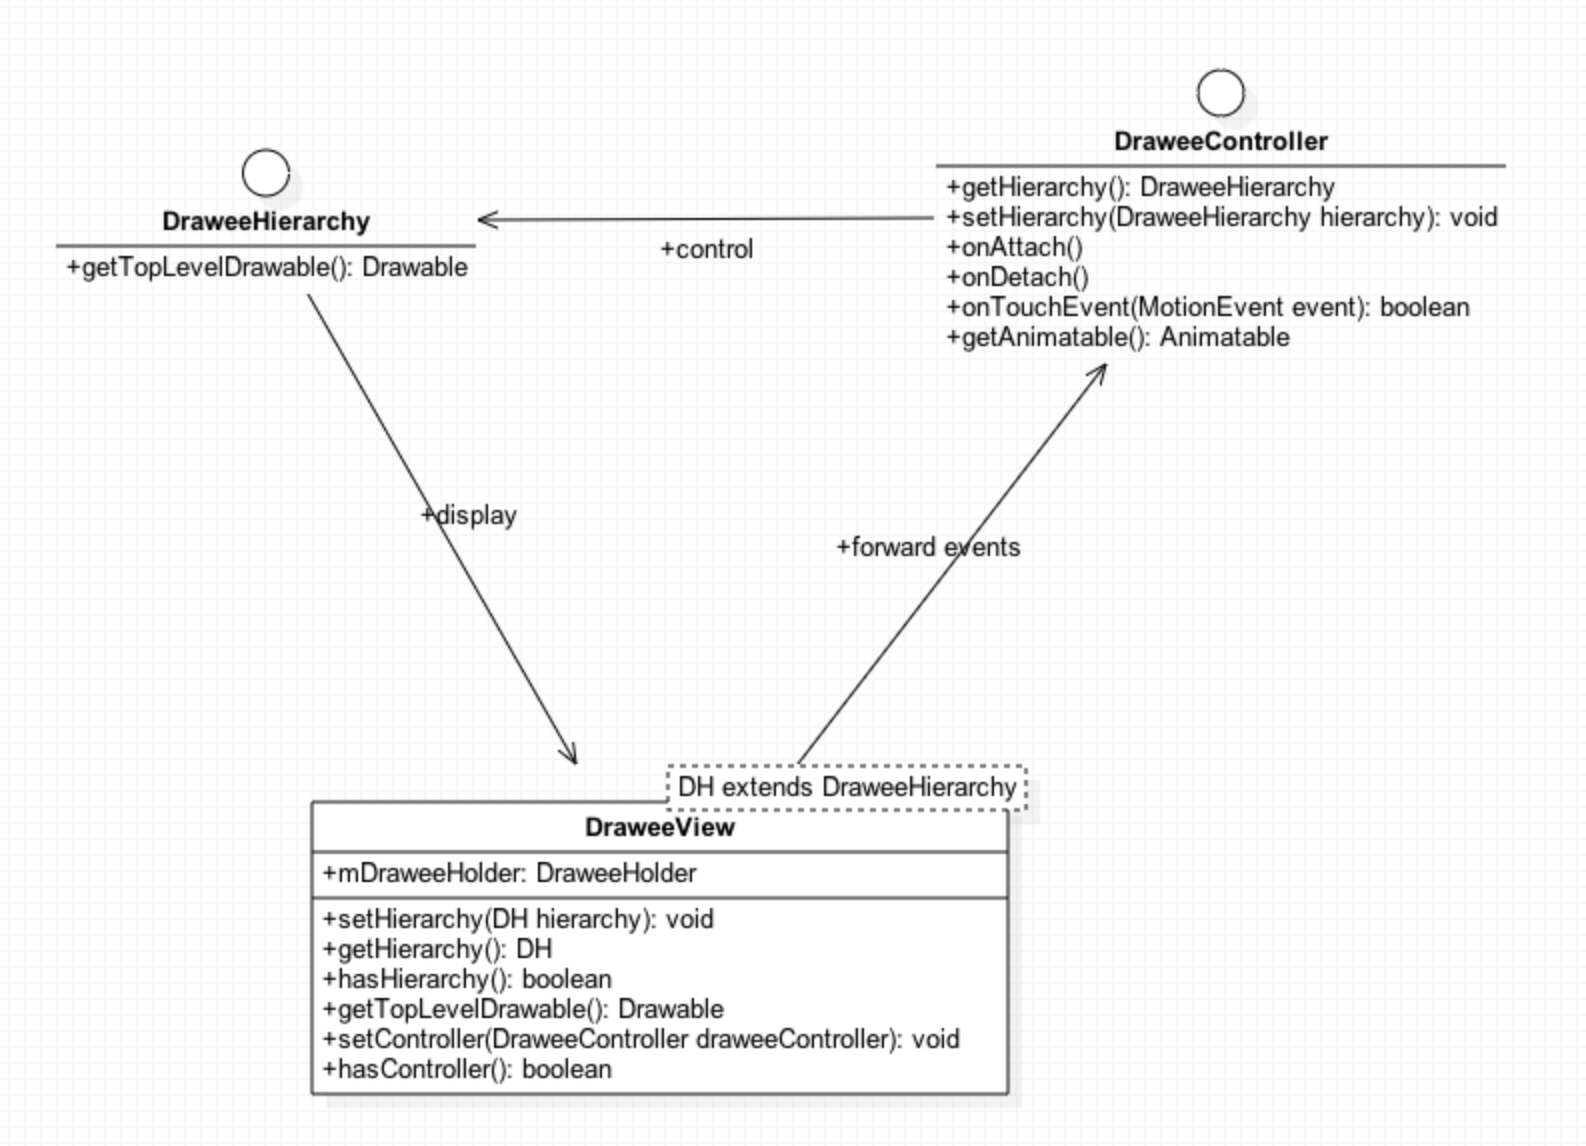 DraweeController
+getHierarchy(): DraweeHierarchy
+setHierarchy(DraweeHierarchy hierarchy): void
+onAttach()
+onDetach()
+onTouchEvent(MotionEvent event): boolean
+getAnimatable(): Animatable
DraweeHierarchy
+getTopLevelDrawable(): Drawable
+control
+display
+forward events
DH extends DraweeHierarchy
DraweeView
+mDraweeHolder: DraweeHolder
+setHierarchy(DH hierarchy): void
+getHierarchy(): DH
+hasHierarchy(): boolean
+getTopLevelDrawable(): Drawable
+setController(DraweeController draweeController): void
+hasController(): boolean